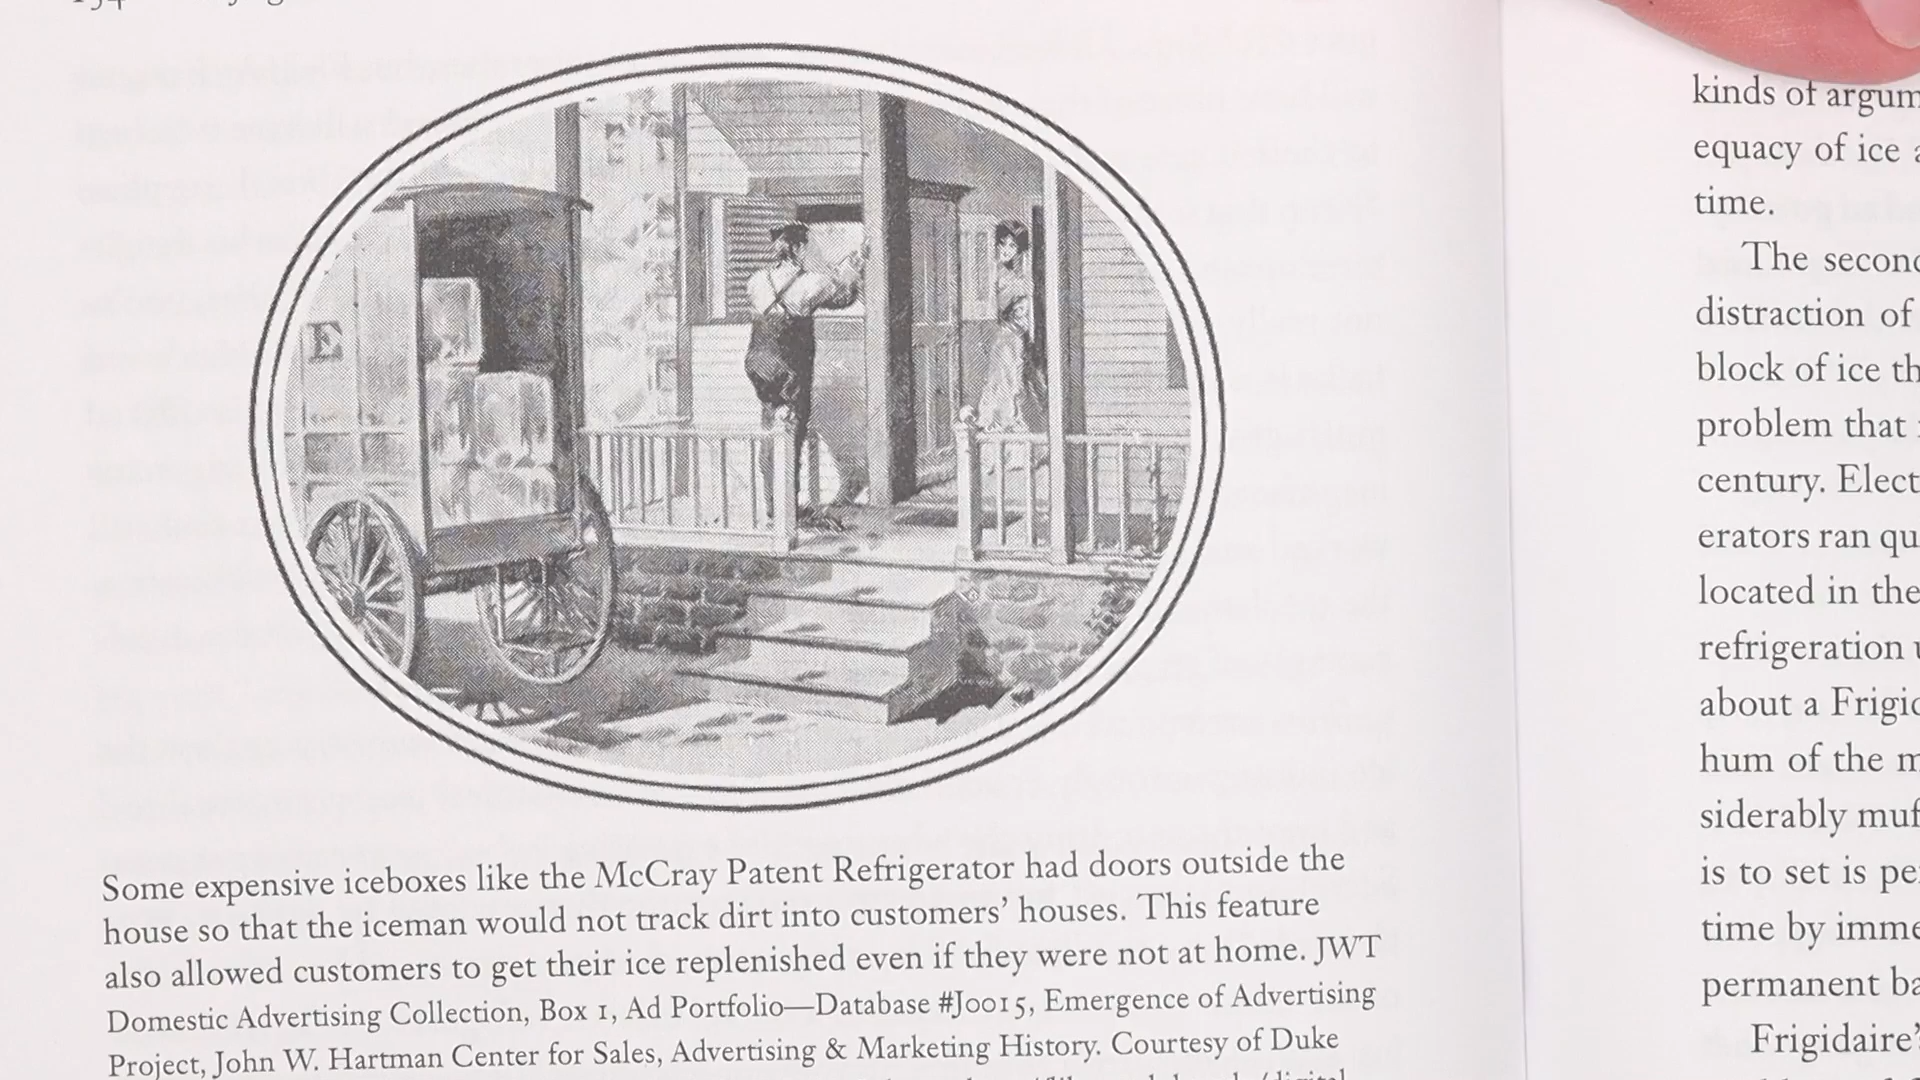 E
Some expensive iceboxes like the McCray Patent Refrigerator had doors outside the
house so that the iceman would not track dirt into customers’ houses. This feature
also allowed customers to get their ice replenished even if they were not at home. JWT
Domestic Advertising Collection, Box 1, Ad Portfolio—Database #J0015, Emergence of Advertising
Project, John W. Hartman Center for Sales, Advertising & Marketing History. Courtesy of Duke
kinds of argum
equacy of ice a
time.
The second
distraction of
block of ice th
problem that
century. Elect
erators ran qu
located in the
refrigeration
about a Frigid
hum of the m
siderably muf
is to set is pe
time by imme
permanent ba
Frigidaire’